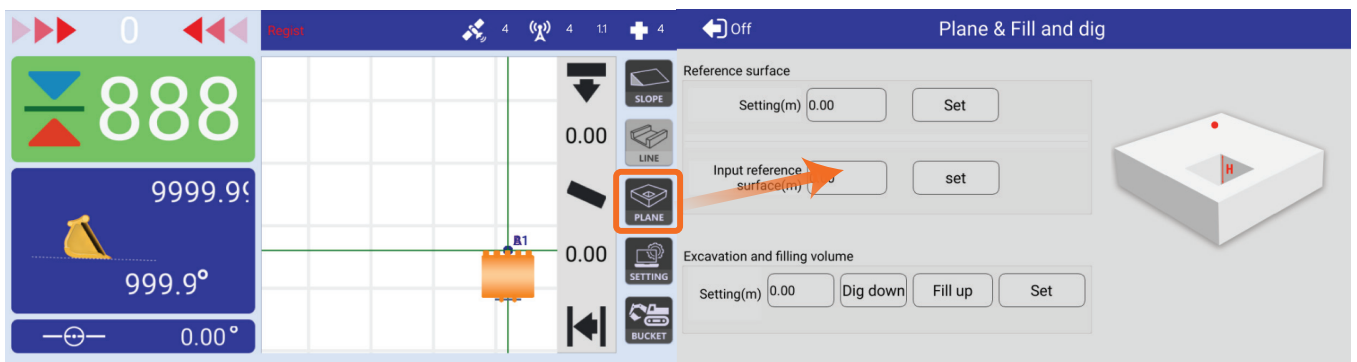 0
Regist
4
4
1.1
4
888
9999.99
999.9°
0.00°
R1
0.00
0.00
SLOPE
LINE
PLANE
SETTING
BUCKET
Off
Plane & Fill and dig
Reference surface
Setting(m) 0.00 Set
Input reference
surface(m) set
H
Excavation and filling volume
Setting(m) 0.00 Dig down Fill up Set